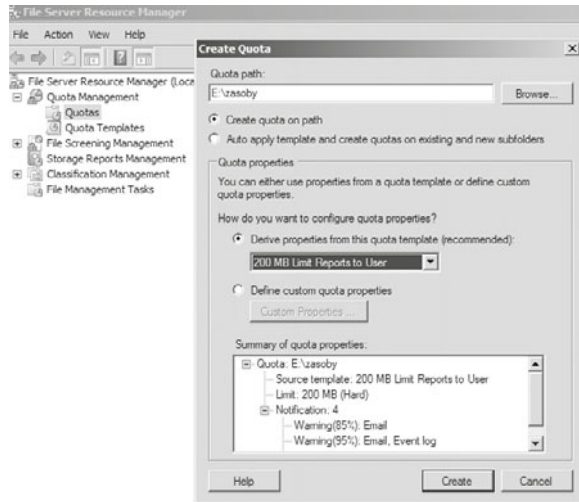 File Server Resource Manager
File Action View Help
File Server Resource Manager (Loca
Quota Management
Quotas
Quota Templates
File Screening Management
Storage Reports Management
Classification Management
File Management Tasks
Create Quota
Quota path:
E:\zasoby
Browse...
Create quota on path
Auto apply template and create quotas on existing and new subfolders
Quota properties
You can either use properties from a quota template or define custom
quota properties.
How do you want to configure quota properties?
Derive properties from this quota template (recommended):
200 MB Limit Reports to User
Define custom quota properties
Custom Properties ...
Summary of quota properties:
Quota: E:\zasoby
Source template: 200 MB Limit Reports to User
Limit: 200 MB (Hard)
Notification: 4
Warning(85%): Email
Warning(95%): Email, Event log
Help
Create
Cancel